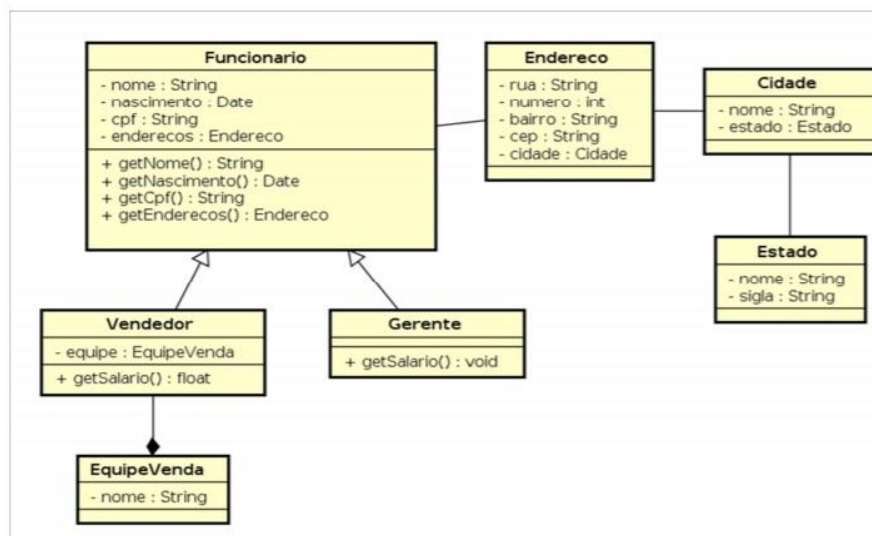 Funcionario
- nome : String
- nascimento : Date
- cpf : String
- enderecos : Endereco
+ getNome() : String
+ getNascimento() : Date
+ getCpf() : String
+ getEnderecos() : Endereco
Endereco
- rua : String
- numero : int
- bairro : String
- cep : String
- cidade : Cidade
Cidade
- nome : String
- estado : Estado
Estado
- nome : String
- sigla : String
Vendedor
- equipe : EquipeVenda
+ getSalario() : float
Gerente
+ getSalario() : void
EquipeVenda
- nome : String